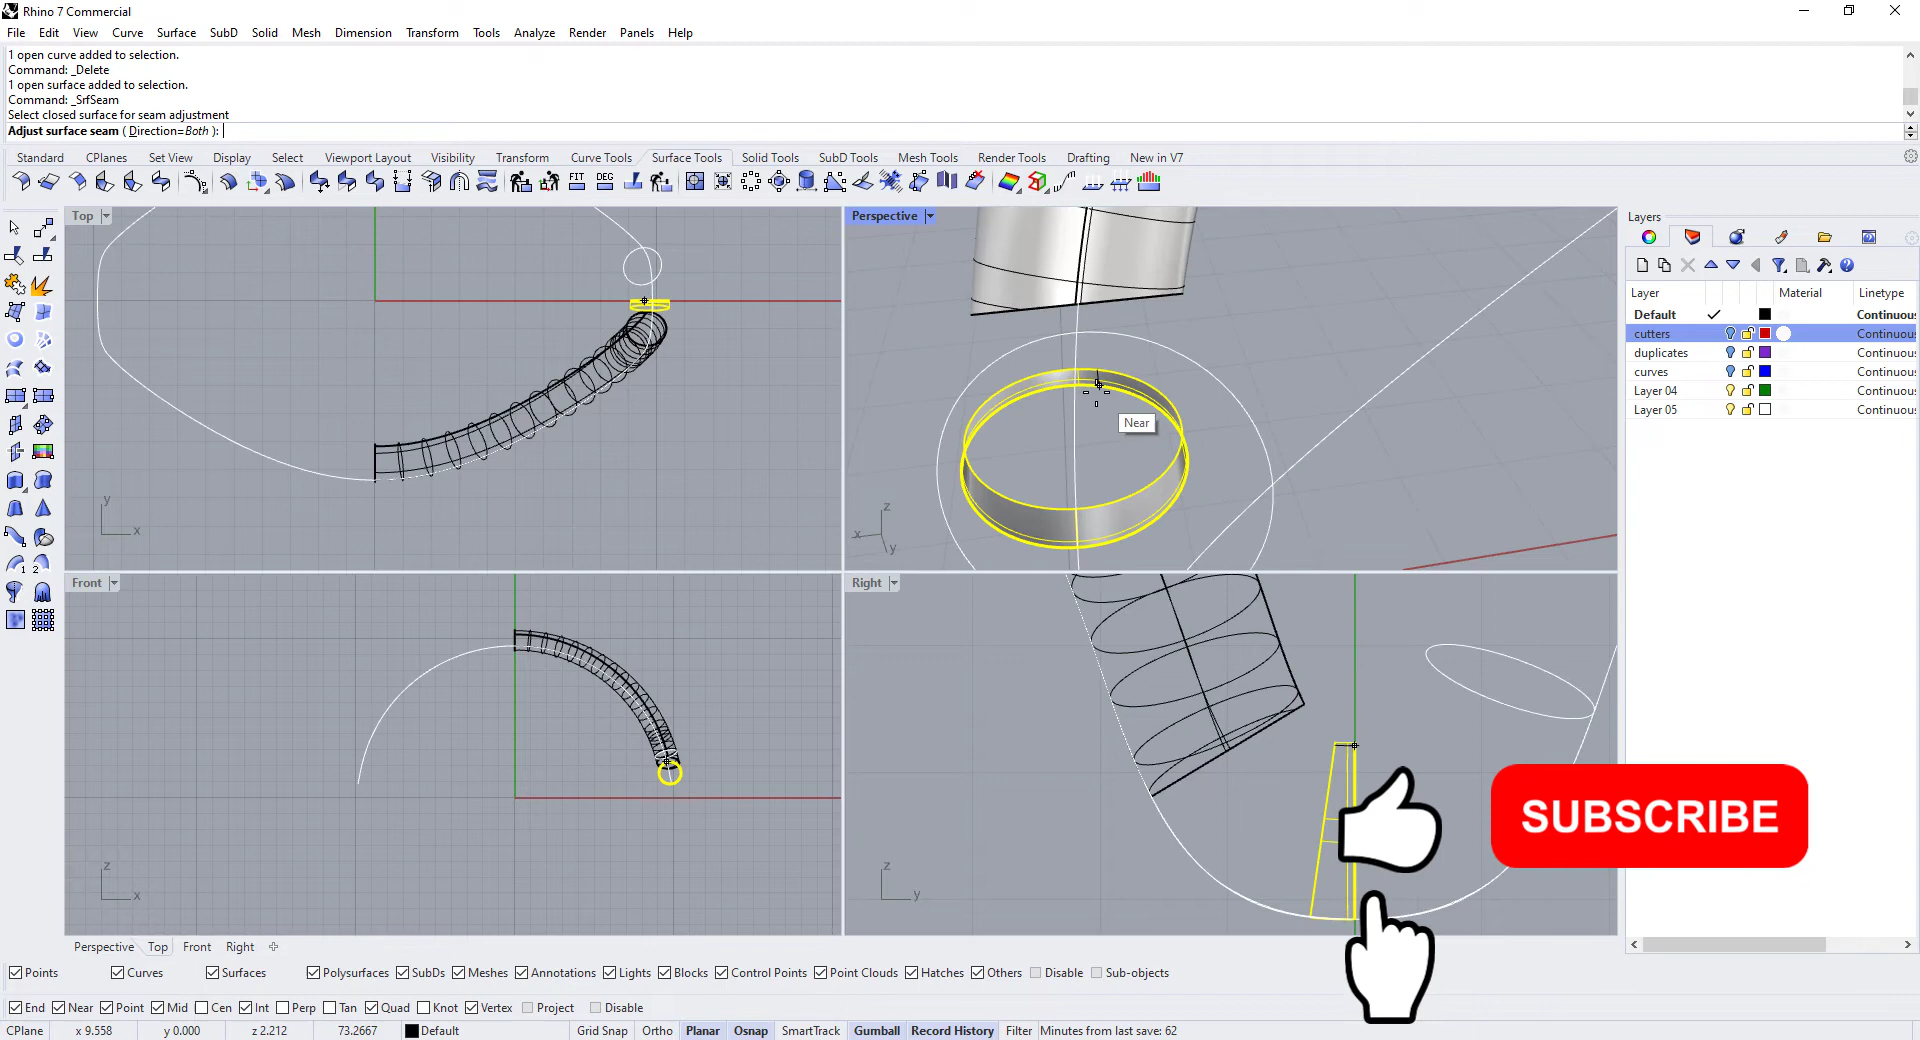 Rhino 7 Commercial
File Edit View Curve Surface SubD Solid Mesh Dimension Transform Tools Analyze Render Panels Help
1 open curve added to selection.
Command: _Delete
1 open surface added to selection.
Command: _SrfSeam
Select closed surface for seam adjustment
Adjust surface seam ( Direction=Both ):
Standard CPlanes Set View Display Select Viewport Layout Visibility Transform Curve Tools Surface Tools Solid Tools SubD Tools Mesh Tools Render Tools Drafting New in V7
FIT DEG
Top
Perspective
Layers
Layer Material Linetype
Default Continuous
cutters Continuous
duplicates Continuous
curves Continuous
Layer 04 Continuous
Layer 05 Continuous
Near
y
x
z
x
y
Front
Right
SUBSCRIBE
z
x
z
y
1 2
Perspective Top Front Right
Points Curves Surfaces Polysurfaces SubDs Meshes Annotations Lights Blocks Control Points Point Clouds Hatches Others Disable Sub-objects
End Near Point Mid Cen Int Perp Tan Quad Knot Vertex Project Disable
CPlane x 9.558 y 0.000 z 2.212 73.2667 Default Grid Snap Ortho Planar Osnap SmartTrack Gumball Record History Filter Minutes from last save: 62